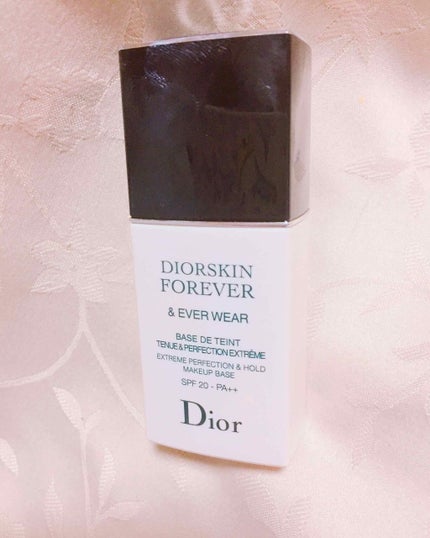 DIORSKIN
FOREVER
& EVER WEAR
BASE DE TEINT
TENUE & PERFECTION EXTRÊME
EXTREME PERFECTION & HOLD
MAKEUP BASE
SPF 20 - PA++
Dior